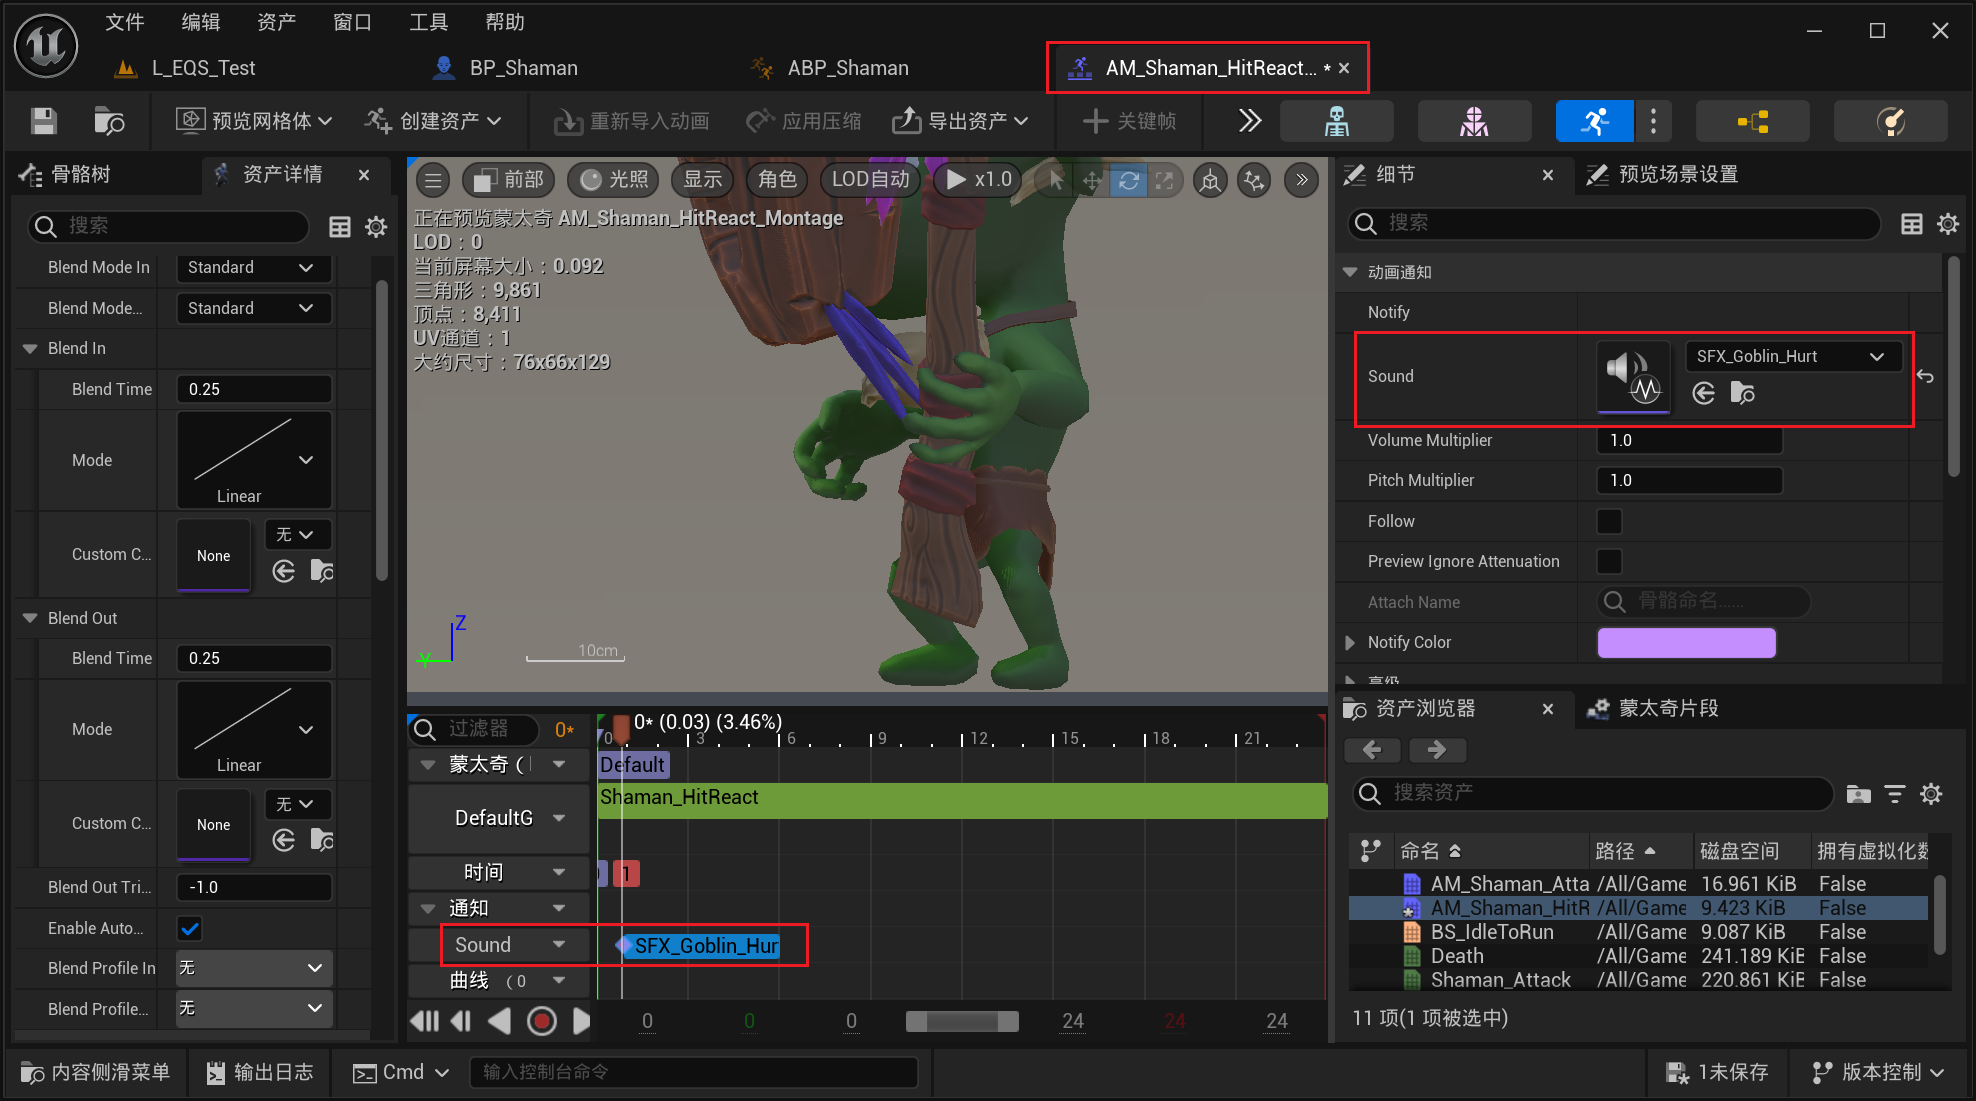 文件 编辑 资产 窗口 工具 帮助
L_EQS_Test BP_Shaman ABP_Shaman AM_Shaman_HitReact... *
预览网格体 创建资产 重新导入动画 应用压缩 导出资产 关键帧
骨骼树 资产详情
搜索
Blend Mode In Standard
Blend Mode... Standard
Blend In
Blend Time 0.25
Mode
Linear
Custom C... None 无
Blend Out
Blend Time 0.25
Mode
Linear
Custom C... None 无
Blend Out Tri... -1.0
Enable Auto...
Blend Profile In 无
Blend Profile... 无
前部 光照 显示 角色 LOD自动 x1.0
正在预览蒙太奇 AM_Shaman_HitReact_Montage
LOD：0
当前屏幕大小：0.092
三角形：9,861
顶点：8,411
UV通道：1
大约尺寸：76x66x129
Z
Y
10cm
过滤器 0*
0* (0.03) (3.46%)
0 3 6 9 12 15 18 21
蒙太奇 ( Default
DefaultG Shaman_HitReact
时间 1
通知
Sound SFX_Goblin_Hur
曲线 (0
0 0 0 24 24 24
细节 预览场景设置
搜索
动画通知
Notify
Sound SFX_Goblin_Hurt
Volume Multiplier 1.0
Pitch Multiplier 1.0
Follow
Preview Ignore Attenuation
Attach Name 骨骼命名......
Notify Color
高级
资产浏览器 蒙太奇片段
搜索资产
命名 路径 磁盘空间 拥有虚拟化数
AM_Shaman_Atta /All/Game 16.961 KiB False
AM_Shaman_HitR /All/Game 9.423 KiB False
BS_IdleToRun /All/Game 9.087 KiB False
Death /All/Game 241.189 KiB False
Shaman_Attack /All/Game 220.861 KiB False
11 项(1 项被选中)
内容侧滑菜单 输出日志 Cmd 输入控制台命令 1未保存 版本控制